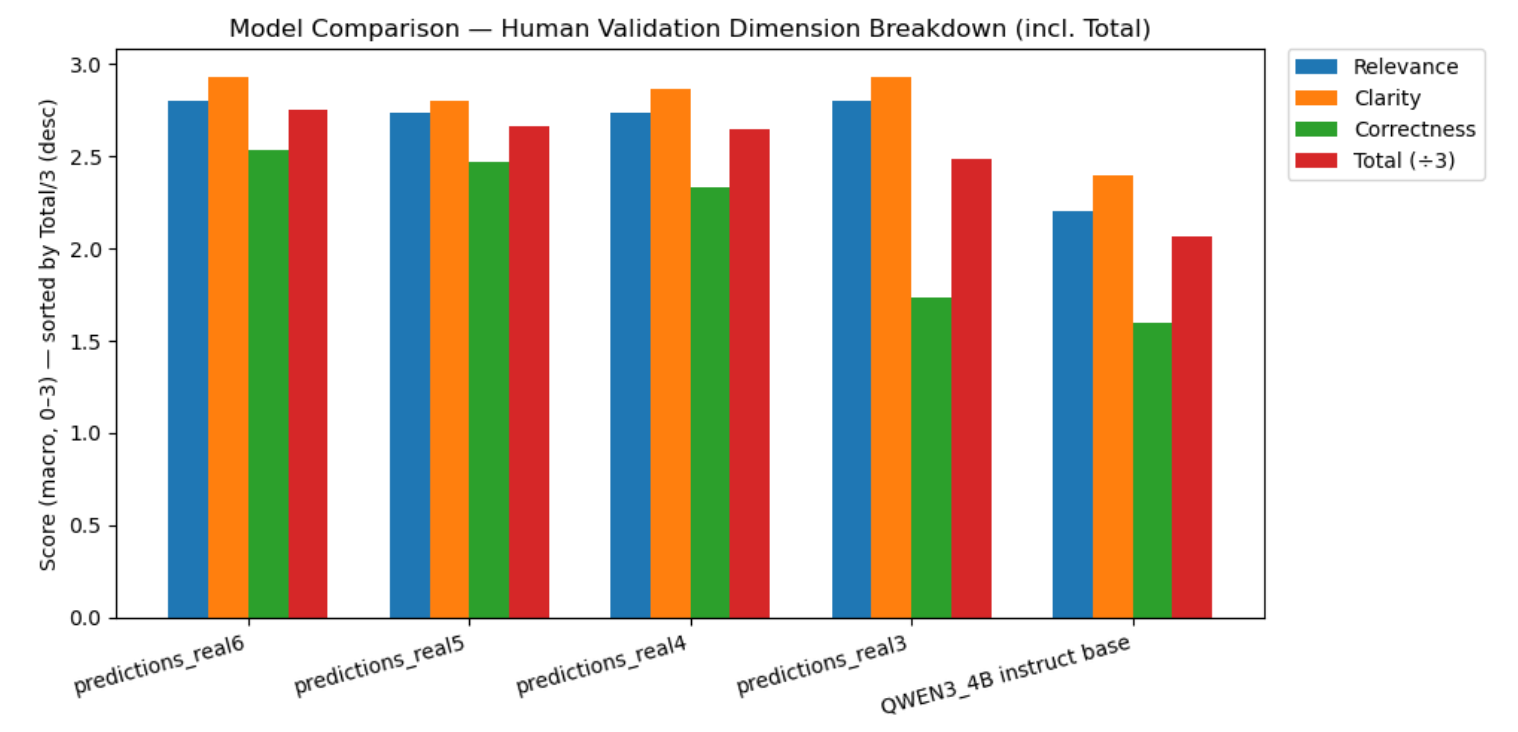 Model Comparison — Human Validation Dimension Breakdown (incl. Total)
Score (macro, 0–3) — sorted by Total/3 (desc)
3.0
2.5
2.0
1.5
1.0
0.5
0.0
predictions_real6
predictions_real5
predictions_real4
predictions_real3
QWEN3_4B instruct base
Relevance
Clarity
Correctness
Total (÷3)